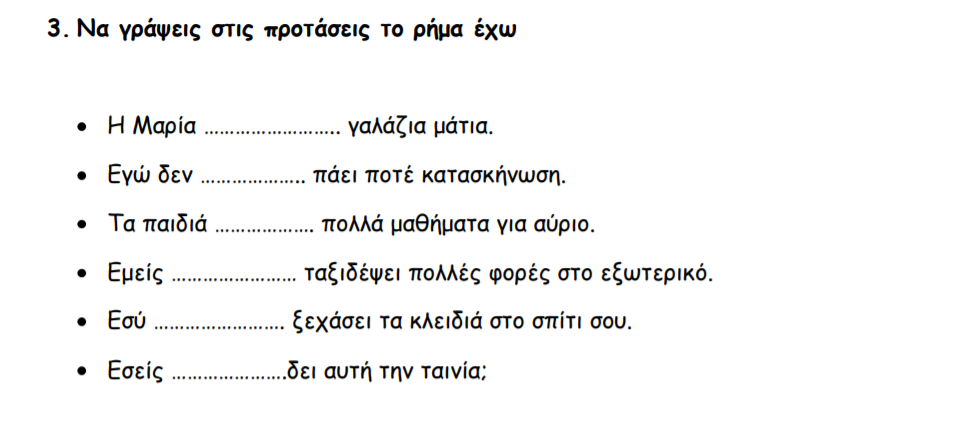 3. Να γράψεις στις προτάσεις το ρήμα έχω
• Η Μαρία …………………….. γαλάζια μάτια.
• Εγώ δεν ……………….. πάει ποτέ κατασκήνωση.
• Τα παιδιά ………………. πολλά μαθήματα για αύριο.
• Εμείς …………………… ταξιδέψει πολλές φορές στο εξωτερικό.
• Εσύ ……………………. ξεχάσει τα κλειδιά στο σπίτι σου.
• Εσείς ………………….δει αυτή την ταινία;